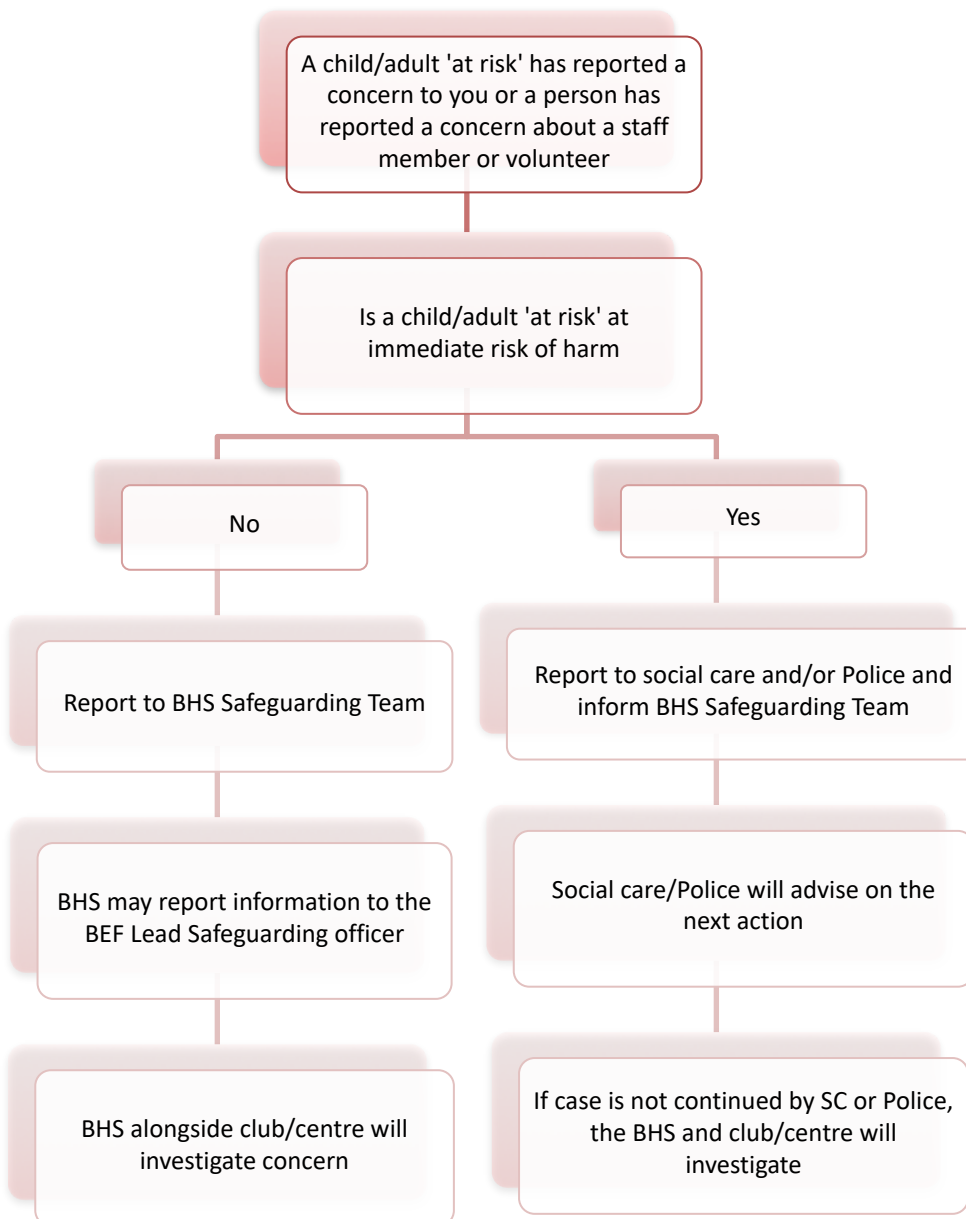 A child/adult 'at risk' has reported a
concern to you or a person has
reported a concern about a staff
member or volunteer
Is a child/adult 'at risk' at
immediate risk of harm
No
Yes
Report to BHS Safeguarding Team
Report to social care and/or Police and
inform BHS Safeguarding Team
BHS may report information to the
BEF Lead Safeguarding officer
Social care/Police will advise on the
next action
BHS alongside club/centre will
investigate concern
If case is not continued by SC or Police,
the BHS and club/centre will
investigate